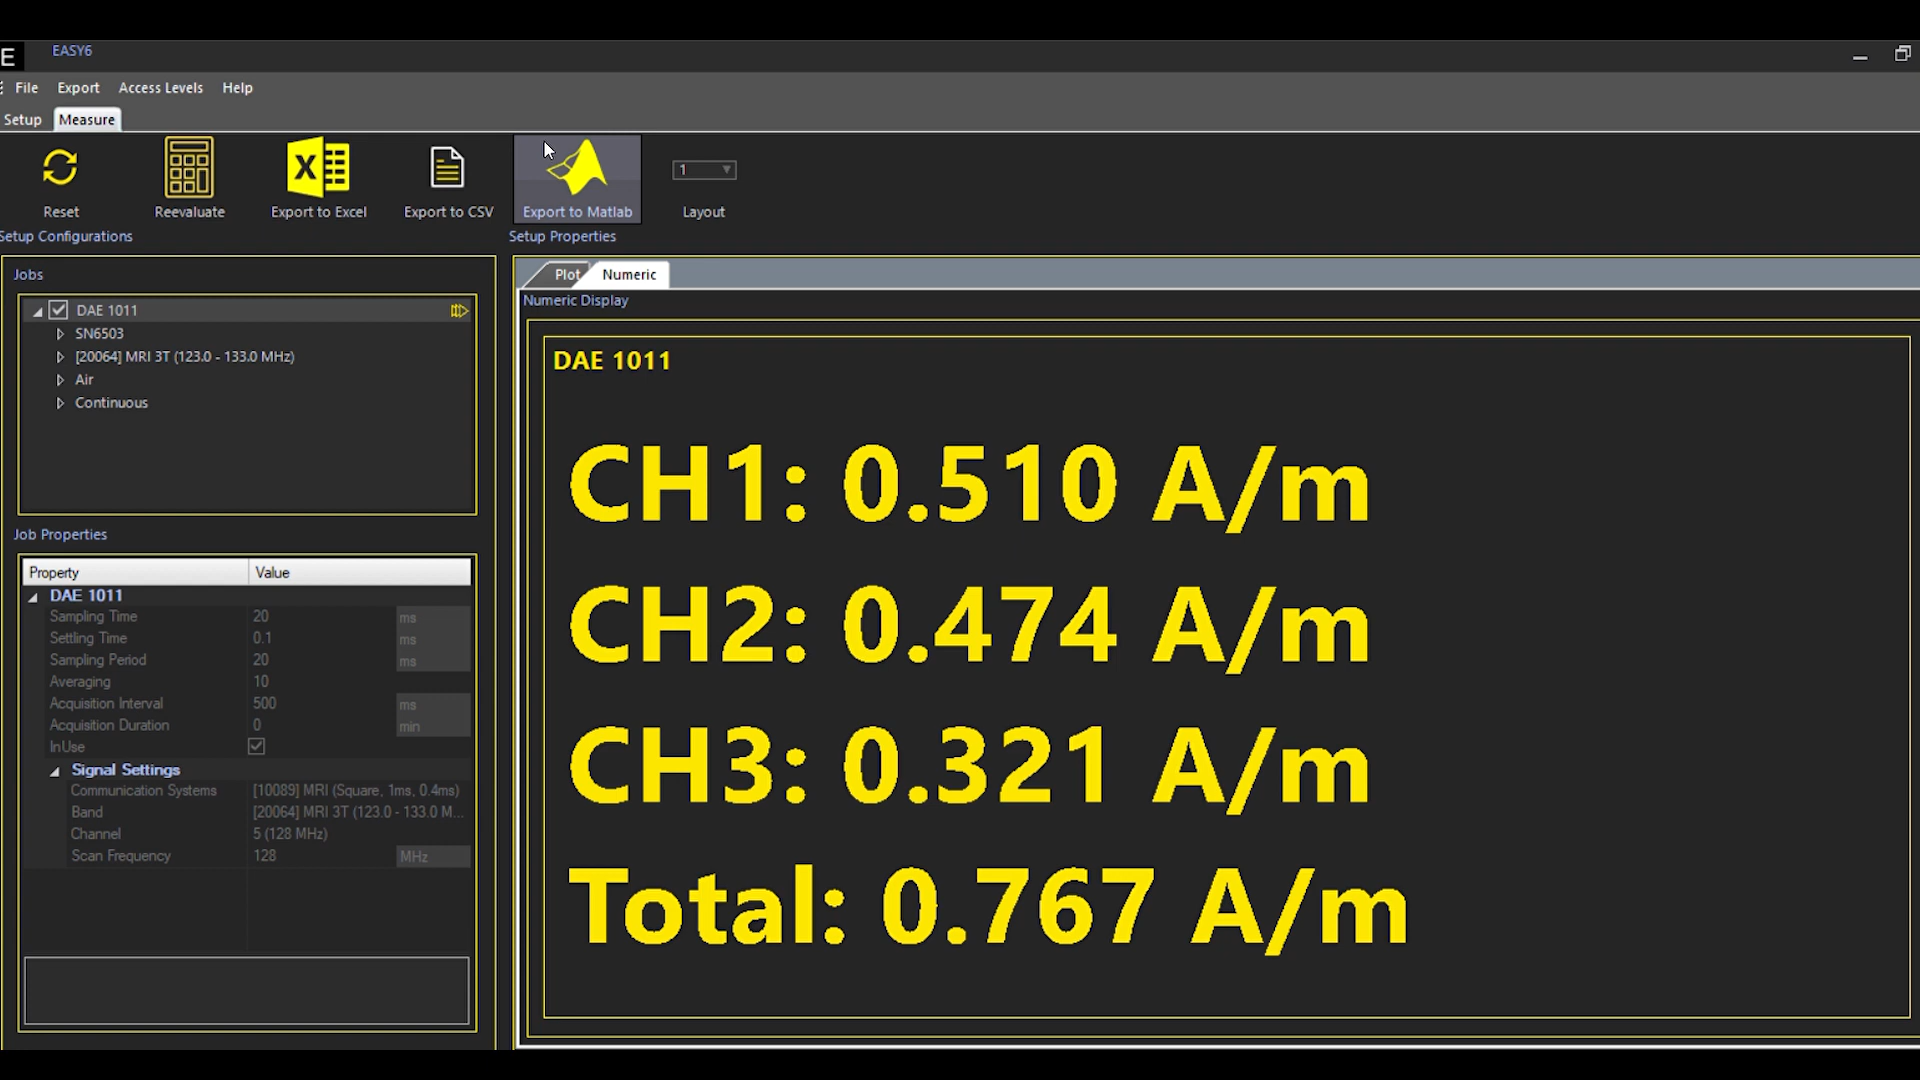 E
EASY6
File Export Access Levels Help
Setup Measure
Reset Reevaluate Export to Excel Export to CSV Export to Matlab Layout
1
Setup Configurations
Jobs
DAE 1011
SN6503
[20064] MRI 3T (123.0 - 133.0 MHz)
Air
Continuous
Job Properties
Property Value
DAE 1011
Sampling Time 20 ms
Settling Time 0.1 ms
Sampling Period 20 ms
Averaging 10
Acquisition Interval 500 ms
Acquisition Duration 0 min
InUse
Signal Settings
Communication Systems [10089] MRI (Square, 1ms, 0.4ms)
Band [20064] MRI 3T (123.0 - 133.0 M...
Channel 5 (128 MHz)
Scan Frequency 128 MHz
Setup Properties
Plot Numeric
Numeric Display
DAE 1011
CH1: 0.510 A/m
CH2: 0.474 A/m
CH3: 0.321 A/m
Total: 0.767 A/m